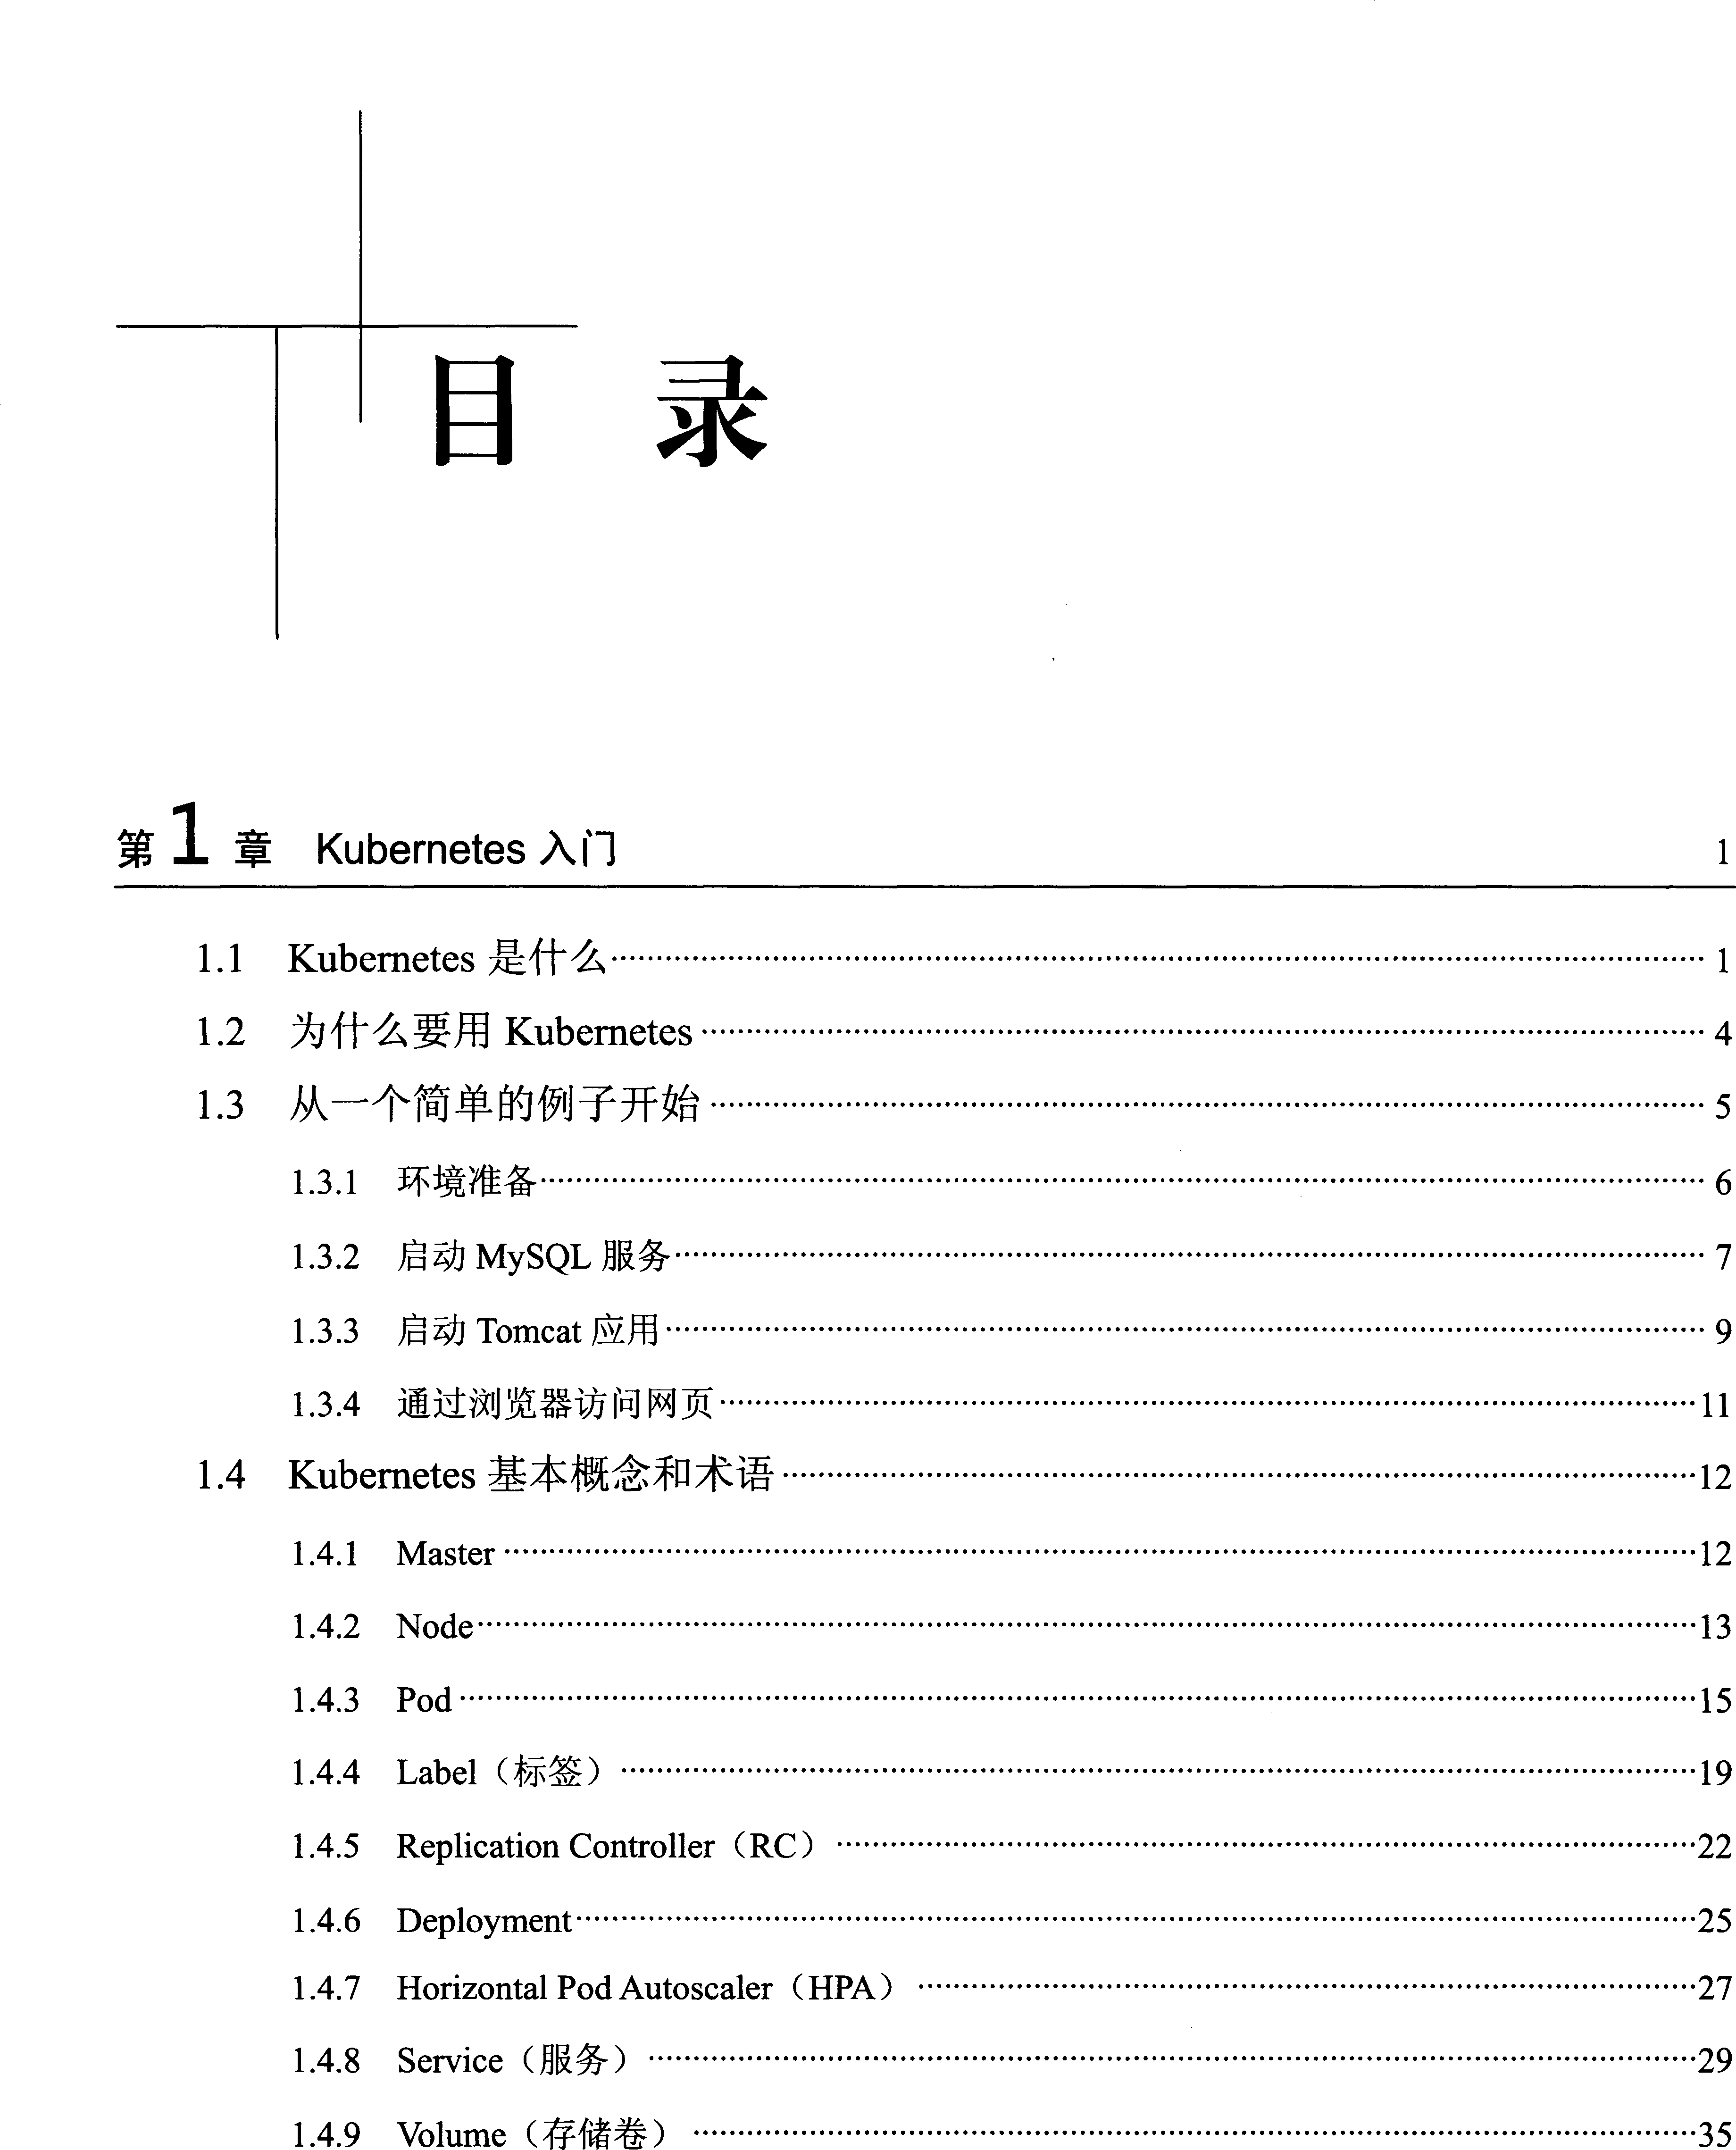 目 录
第1章 Kubernetes 入门 1
1.1 Kubernetes 是什么 1
1.2 为什么要用 Kubernetes 4
1.3 从一个简单的例子开始 5
1.3.1 环境准备 6
1.3.2 启动 MySQL 服务 7
1.3.3 启动 Tomcat 应用 9
1.3.4 通过浏览器访问网页 11
1.4 Kubernetes 基本概念和术语 12
1.4.1 Master 12
1.4.2 Node 13
1.4.3 Pod 15
1.4.4 Label（标签） 19
1.4.5 Replication Controller（RC） 22
1.4.6 Deployment 25
1.4.7 Horizontal Pod Autoscaler（HPA） 27
1.4.8 Service（服务） 29
1.4.9 Volume（存储卷） 35